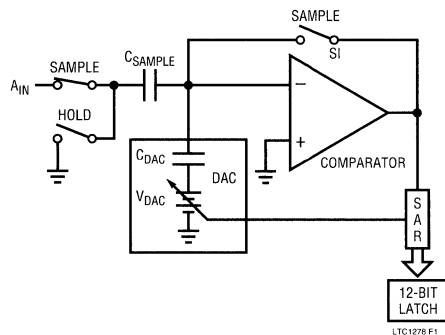 SAMPLE
SI
C_SAMPLE
SAMPLE
A_IN
HOLD
−
+
COMPARATOR
C_DAC
DAC
V_DAC
S
A
R
12-BIT
LATCH
LTC1278 F1